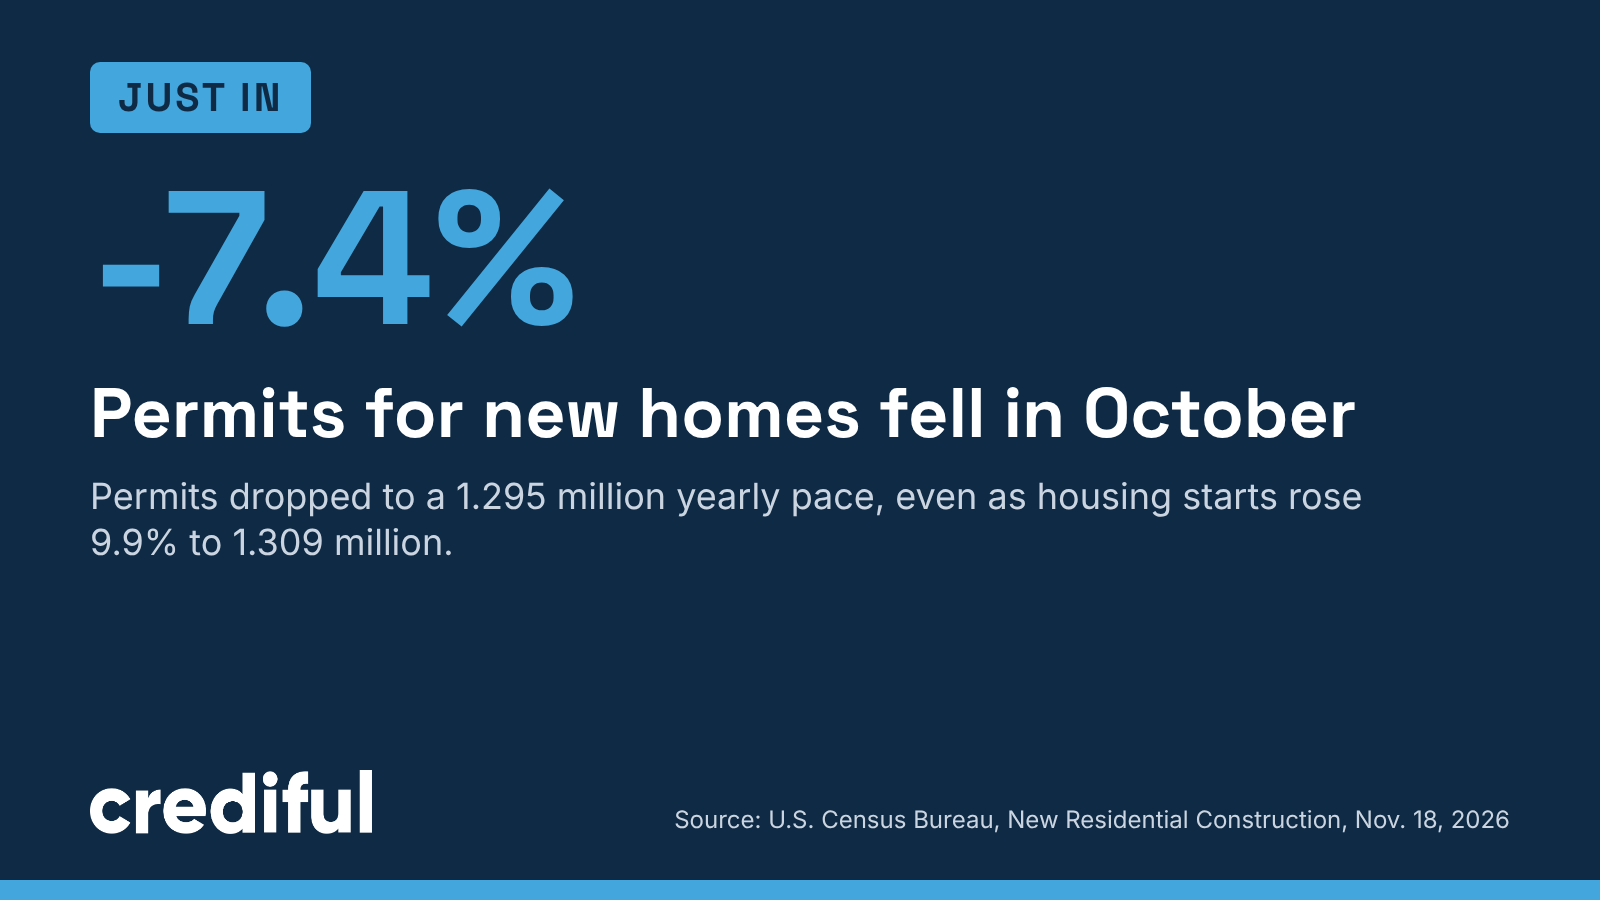 JUST IN
-7.4%
Permits for new homes fell in October
Permits dropped to a 1.295 million yearly pace, even as housing starts rose
9.9% to 1.309 million.
crediful
Source: U.S. Census Bureau, New Residential Construction, Nov. 18, 2026